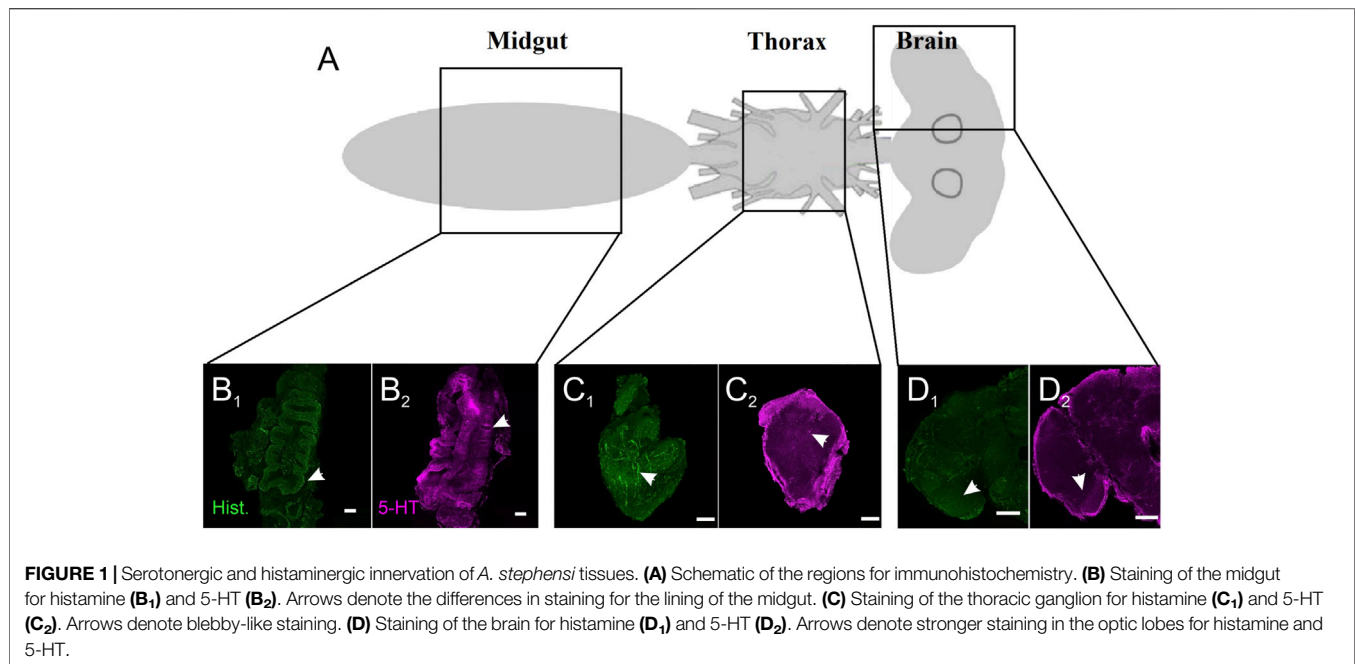 Midgut Thorax Brain
A
B1 B2 C1 C2 D1 D2
Hist. 5-HT
FIGURE 1 | Serotonergic and histaminergic innervation of A. stephensi tissues. (A) Schematic of the regions for immunohistochemistry. (B) Staining of the midgut
for histamine (B1) and 5-HT (B2). Arrows denote the differences in staining for the lining of the midgut. (C) Staining of the thoracic ganglion for histamine (C1) and 5-HT
(C2). Arrows denote blebby-like staining. (D) Staining of the brain for histamine (D1) and 5-HT (D2). Arrows denote stronger staining in the optic lobes for histamine and
5-HT.